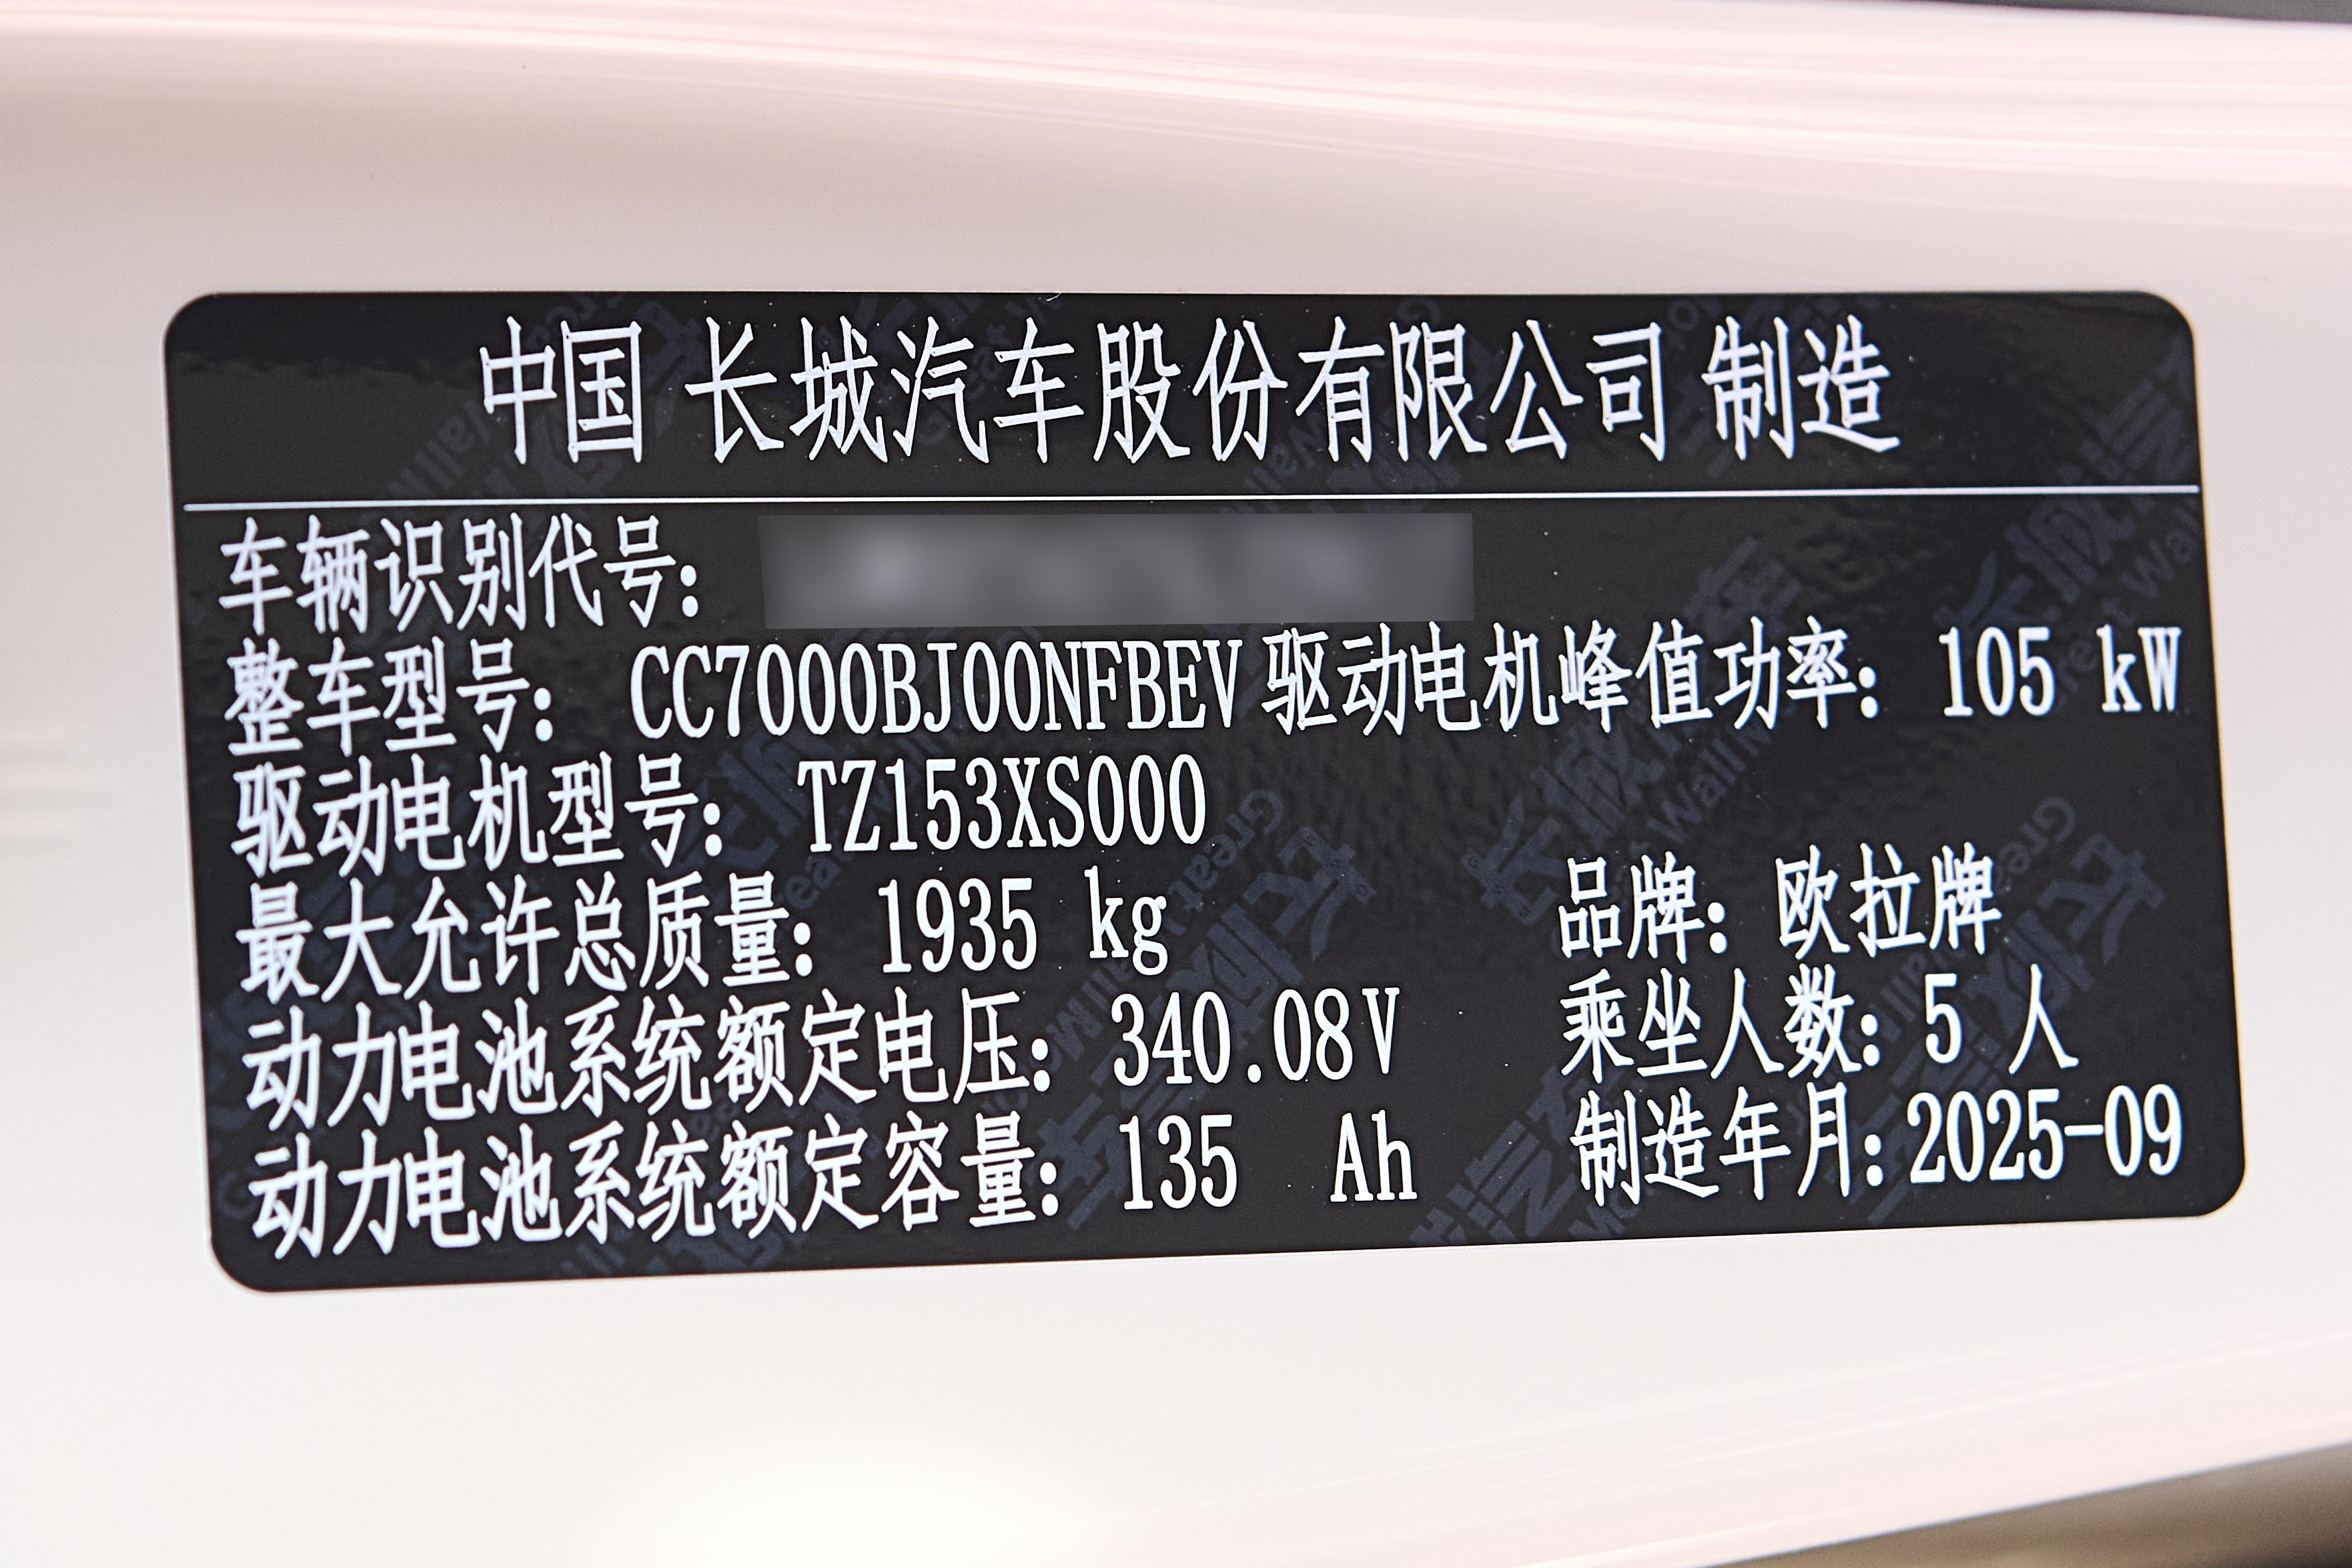 中国 长城汽车股份有限公司 制造
车辆识别代号:
整车型号: CC7000BJ00NFBEV 驱动电机峰值功率: 105 kW
驱动电机型号: TZ153XS000
最大允许总质量: 1935 kg 品牌: 欧拉牌
动力电池系统额定电压: 340.08V 乘坐人数: 5 人
动力电池系统额定容量: 135 Ah 制造年月: 2025-09